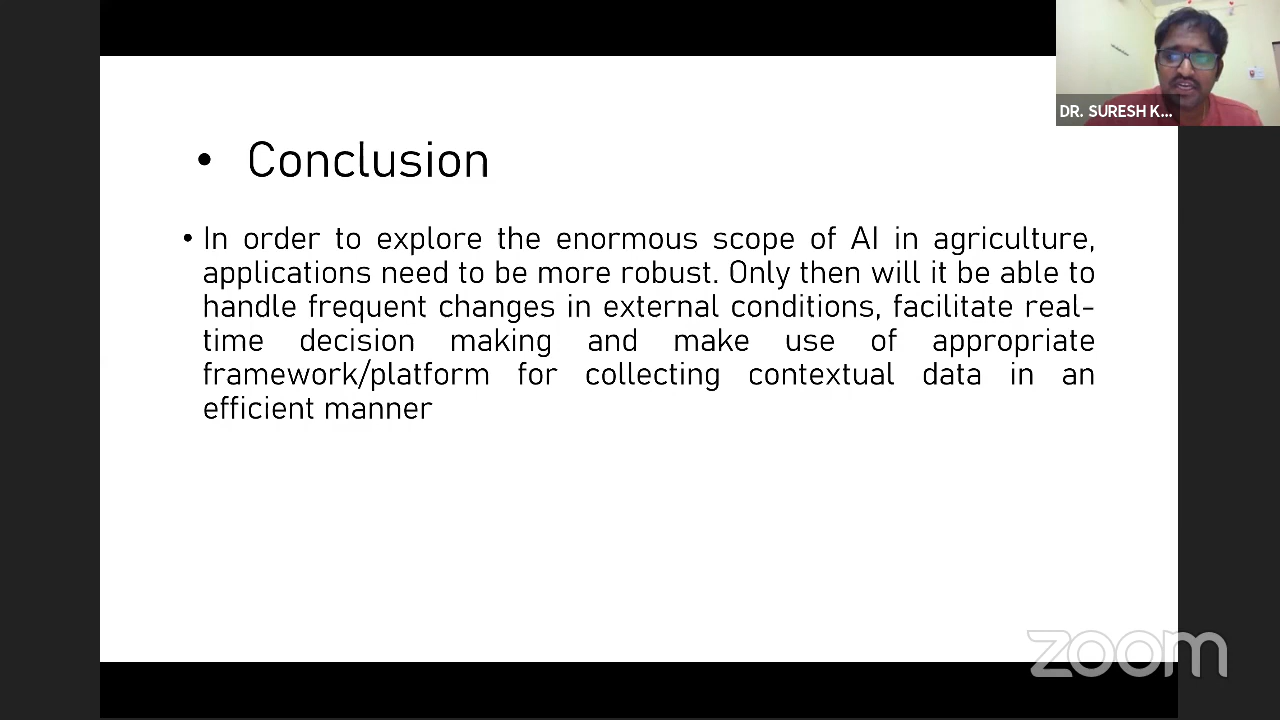 DR. SURESH K...
• Conclusion
• In order to explore the enormous scope of AI in agriculture,
applications need to be more robust. Only then will it be able to
handle frequent changes in external conditions, facilitate real-
time decision making and make use of appropriate
framework/platform for collecting contextual data in an
efficient manner
zoom